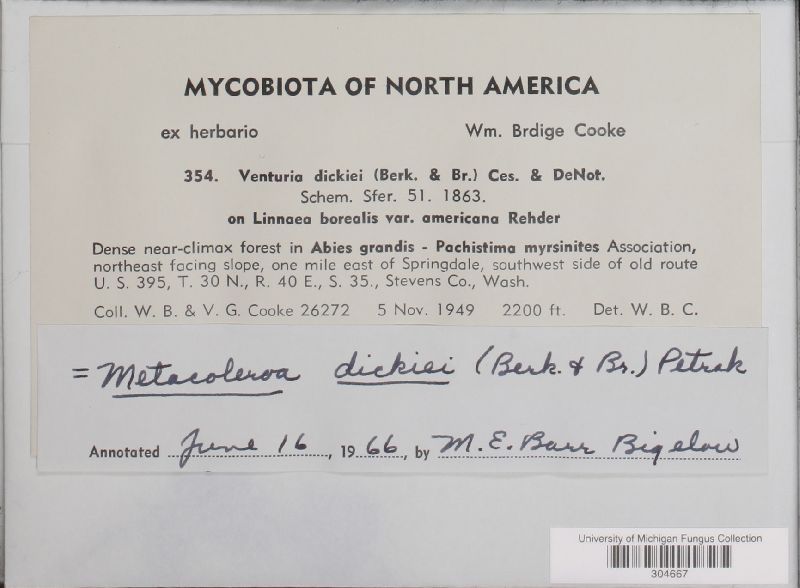 MYCOBIOTA OF NORTH AMERICA
ex herbario Wm. Brdige Cooke
354. Venturia dickiei (Berk. & Br.) Ces. & DeNot.
Schem. Sfer. 51. 1863.
on Linnaea borealis var. americana Rehder
Dense near-climax forest in Abies grandis - Pachistima myrsinites Association,
northeast facing slope, one mile east of Springdale, southwest side of old route
U. S. 395, T. 30 N., R. 40 E., S. 35., Stevens Co., Wash.
Coll. W. B. & V. G. Cooke 26272 5 Nov. 1949 2200 ft. Det. W. B. C.
= Metacoleroa dickiei (Berk. & Br.) Petrak
Annotated June 16, 1966, by M. E. Barr Bigelow
University of Michigan Fungus Collection
304667